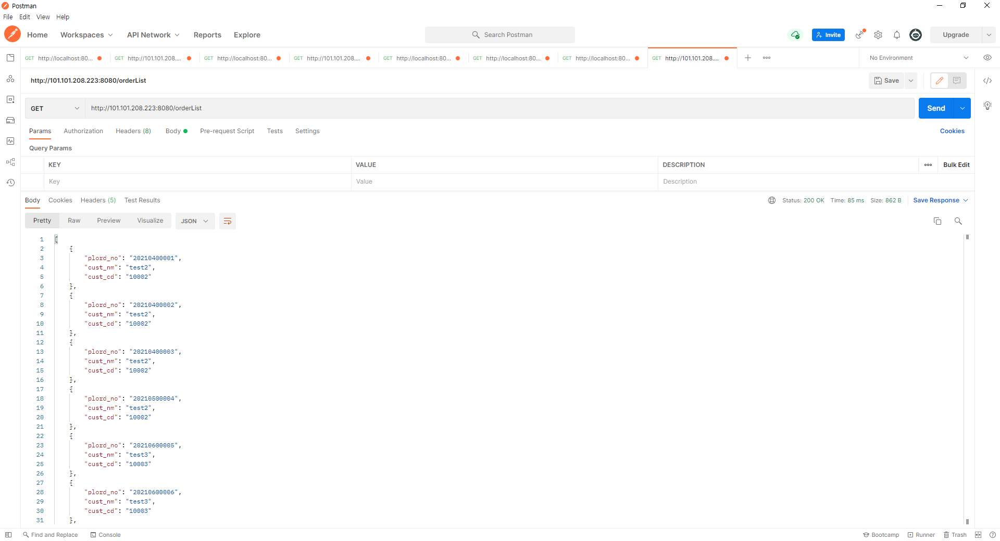 Postman
File Edit View Help
Home Workspaces API Network Reports Explore Search Postman Invite Upgrade
GET http://localhost:80... GET http://101.101.208.... GET http://localhost:80... GET http://101.101.208.... GET http://localhost:80... GET http://localhost:80... GET http://localhost:80... GET http://101.101.208.... No Environment
http://101.101.208.223:8080/orderList Save
GET http://101.101.208.223:8080/orderList Send
Params Authorization Headers (8) Body Pre-request Script Tests Settings Cookies
Query Params
KEY VALUE DESCRIPTION Bulk Edit
Key Value Description
Body Cookies Headers (5) Test Results Status: 200 OK Time: 85 ms Size: 862 B Save Response
Pretty Raw Preview Visualize JSON
1 [
2 {
3 "plord_no": "20210400001",
4 "cust_nm": "test2",
5 "cust_cd": "10002"
6 },
7 {
8 "plord_no": "20210400002",
9 "cust_nm": "test2",
10 "cust_cd": "10002"
11 },
12 {
13 "plord_no": "20210400003",
14 "cust_nm": "test2",
15 "cust_cd": "10002"
16 },
17 {
18 "plord_no": "20210500004",
19 "cust_nm": "test2",
20 "cust_cd": "10002"
21 },
22 {
23 "plord_no": "20210600005",
24 "cust_nm": "test3",
25 "cust_cd": "10003"
26 },
27 {
28 "plord_no": "20210600006",
29 "cust_nm": "test3",
30 "cust_cd": "10003"
31 },
Find and Replace Console Bootcamp Runner Trash